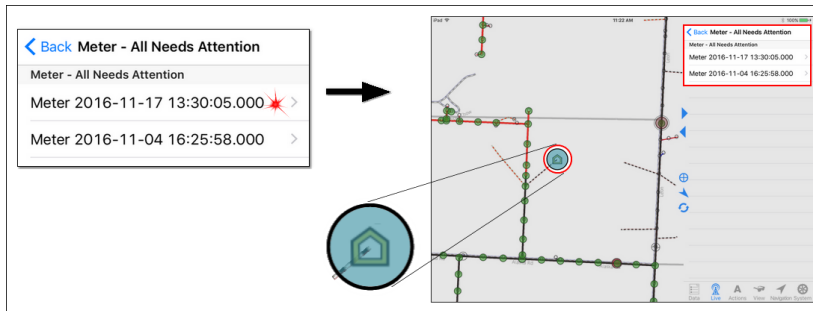 Back Meter - All Needs Attention
Meter - All Needs Attention
Meter 2016-11-17 13:30:05.000
Meter 2016-11-04 16:25:58.000
iPad 11:22 AM 100%
Back Meter - All Needs Attention
Meter - All Needs Attention
Meter 2016-11-17 13:30:05.000
Meter 2016-11-04 16:25:58.000
Data Live Actions View Navigation System